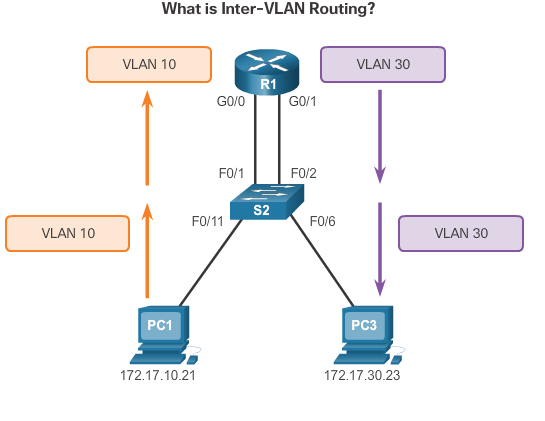 What is Inter-VLAN Routing?
VLAN 10
VLAN 30
R1
G0/0
G0/1
F0/1
F0/2
S2
F0/11
F0/6
VLAN 10
VLAN 30
PC1
PC3
172.17.10.21
172.17.30.23